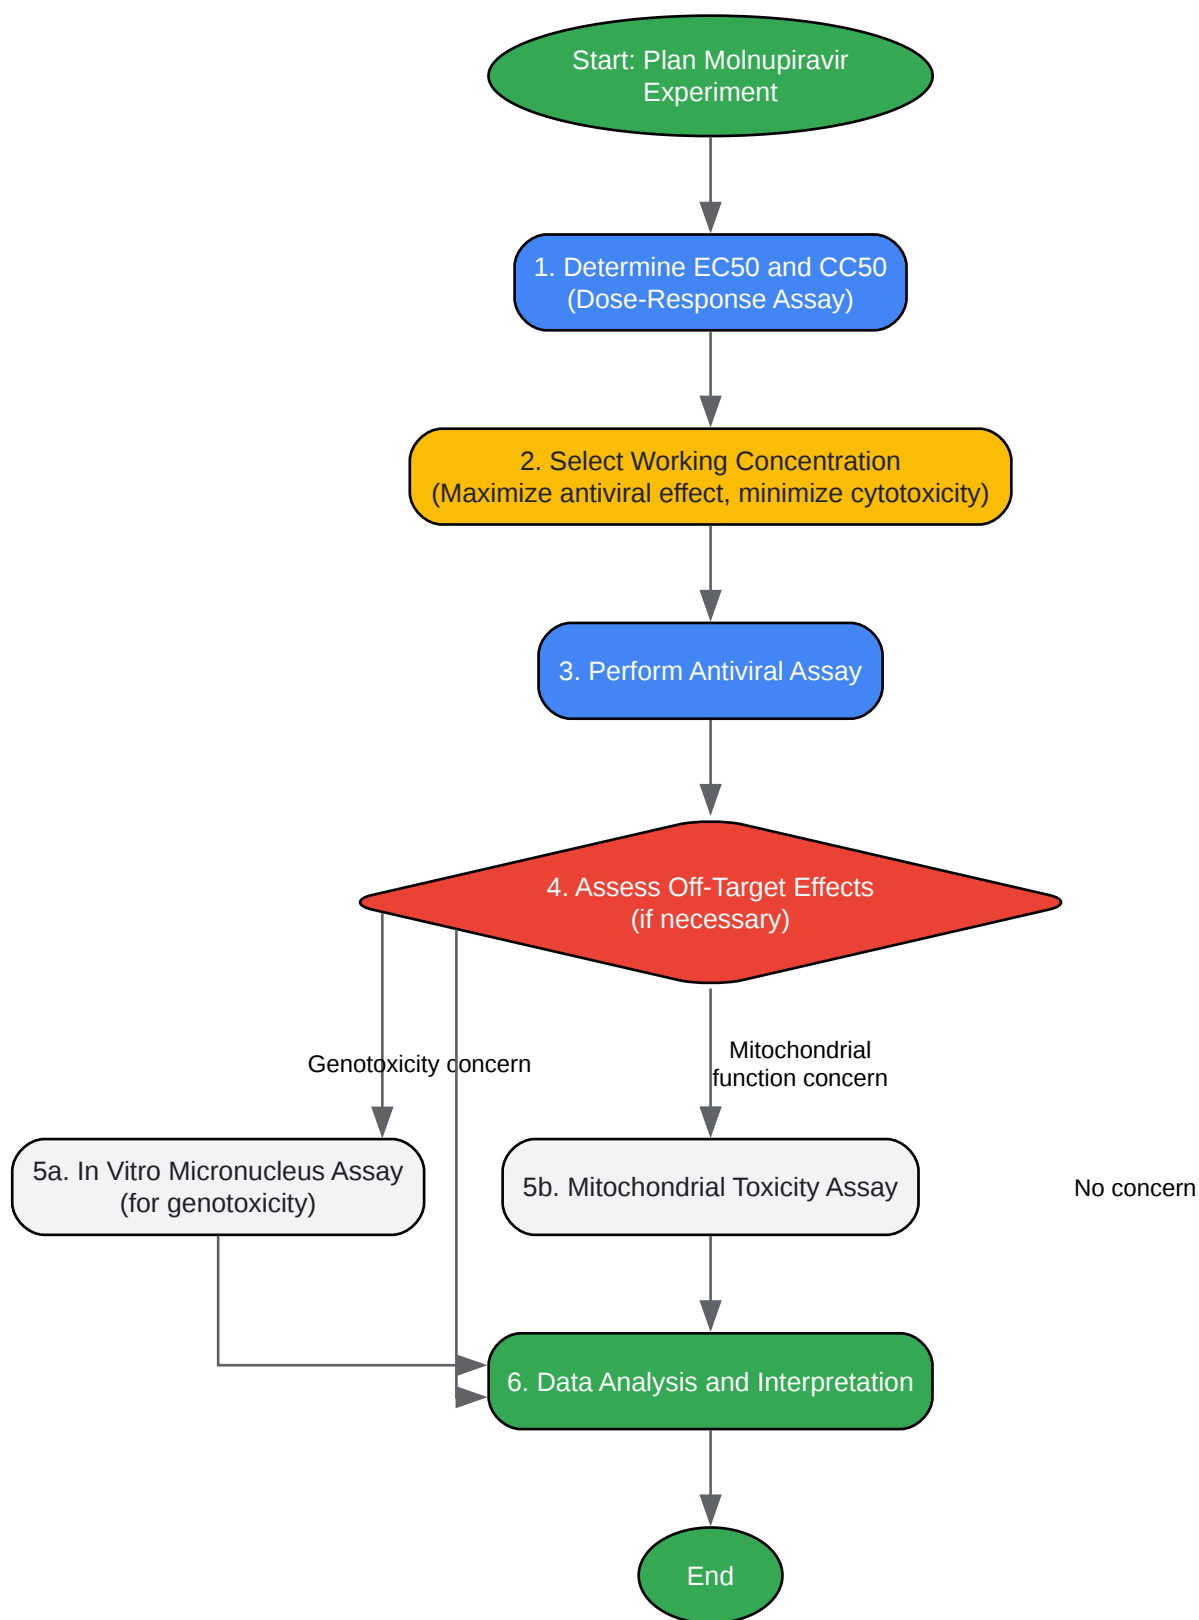 Start: Plan Molnupiravir
Experiment
1. Determine EC50 and CC50
(Dose-Response Assay)
2. Select Working Concentration
(Maximize antiviral effect, minimize cytotoxicity)
3. Perform Antiviral Assay
4. Assess Off-Target Effects
(if necessary)
Genotoxicity concern
Mitochondrial
function concern
5a. In Vitro Micronucleus Assay
(for genotoxicity)
5b. Mitochondrial Toxicity Assay
No concern
6. Data Analysis and Interpretation
End